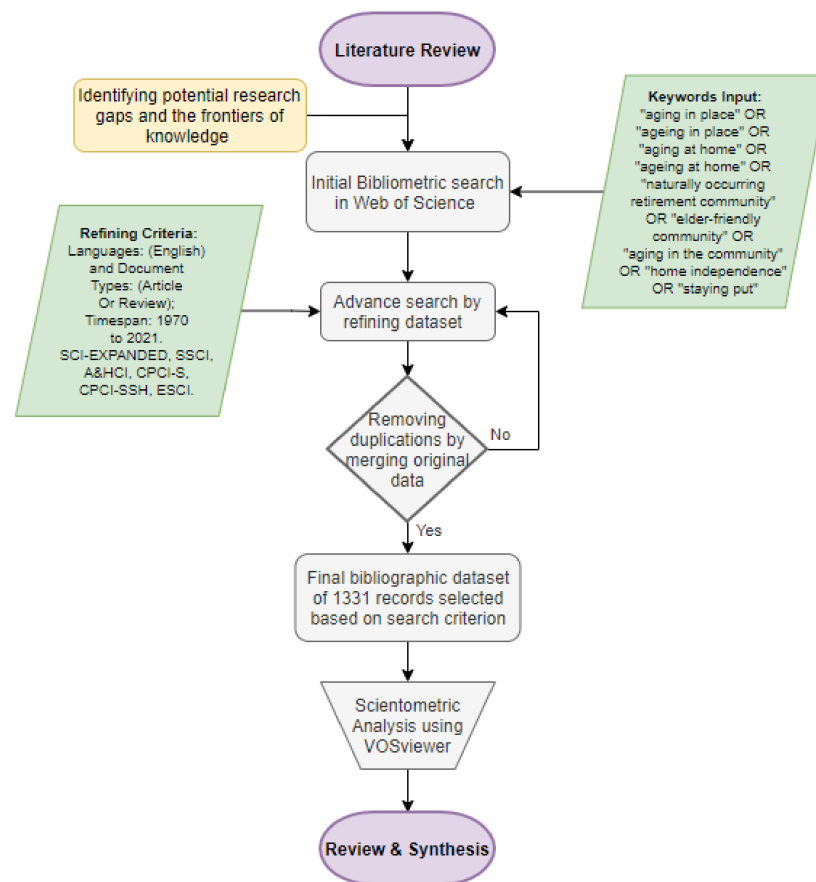 Literature Review
Identifying potential research
gaps and the frontiers of
knowledge
Keywords Input:
"aging in place" OR
"ageing in place" OR
"aging at home" OR
"ageing at home" OR
"naturally occurring
retirement community"
OR "elder-friendly
community" OR
"aging in the community"
OR "home independence"
OR "staying put"
Initial Bibliometric search
in Web of Science
Refining Criteria:
Languages: (English)
and Document
Types: (Article
Or Review);
Timespan: 1970
to 2021.
SCI-EXPANDED, SSCI,
A&HCI, CPCI-S,
CPCI-SSH, ESCI.
Advance search by
refining dataset
Removing
duplications by
merging original
data
No
Yes
Final bibliographic dataset
of 1331 records selected
based on search criterion
Scientometric
Analysis using
VOSviewer
Review & Synthesis